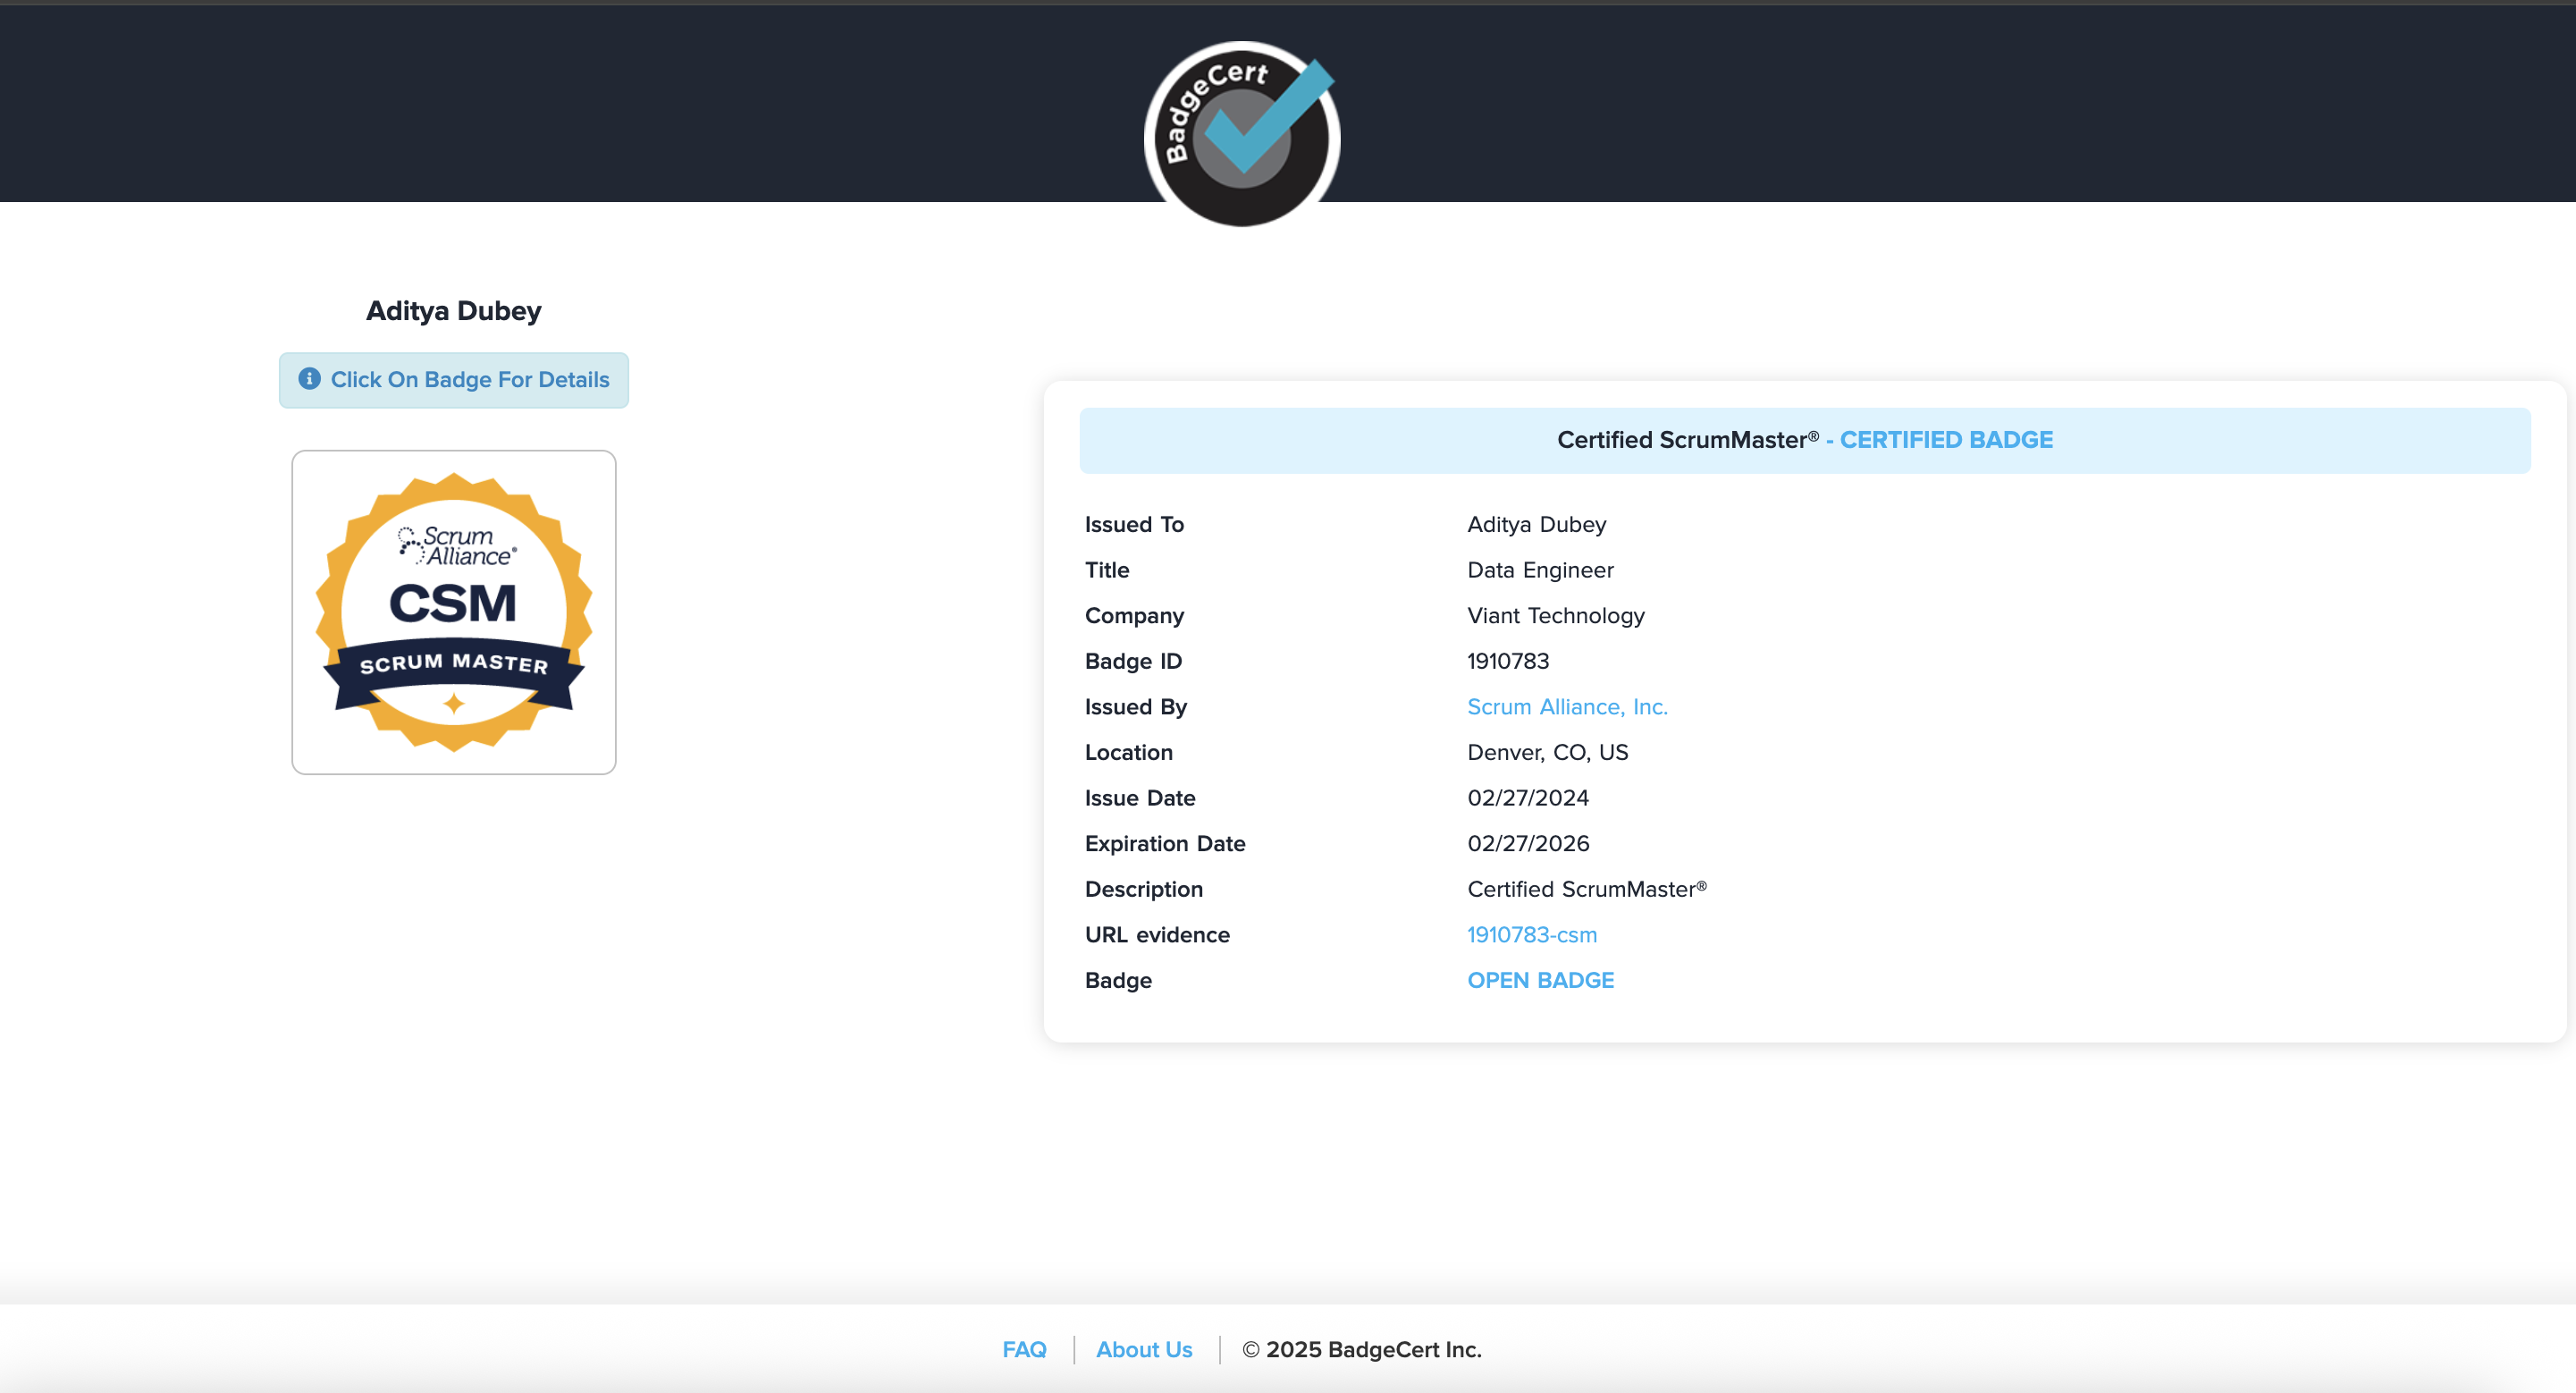 BadgeCert
Aditya Dubey
Click On Badge For Details
Scrum
Alliance®
CSM
SCRUM MASTER
Certified ScrumMaster® - CERTIFIED BADGE
Issued To Aditya Dubey
Title Data Engineer
Company Viant Technology
Badge ID 1910783
Issued By Scrum Alliance, Inc.
Location Denver, CO, US
Issue Date 02/27/2024
Expiration Date 02/27/2026
Description Certified ScrumMaster®
URL evidence 1910783-csm
Badge OPEN BADGE
FAQ About Us © 2025 BadgeCert Inc.